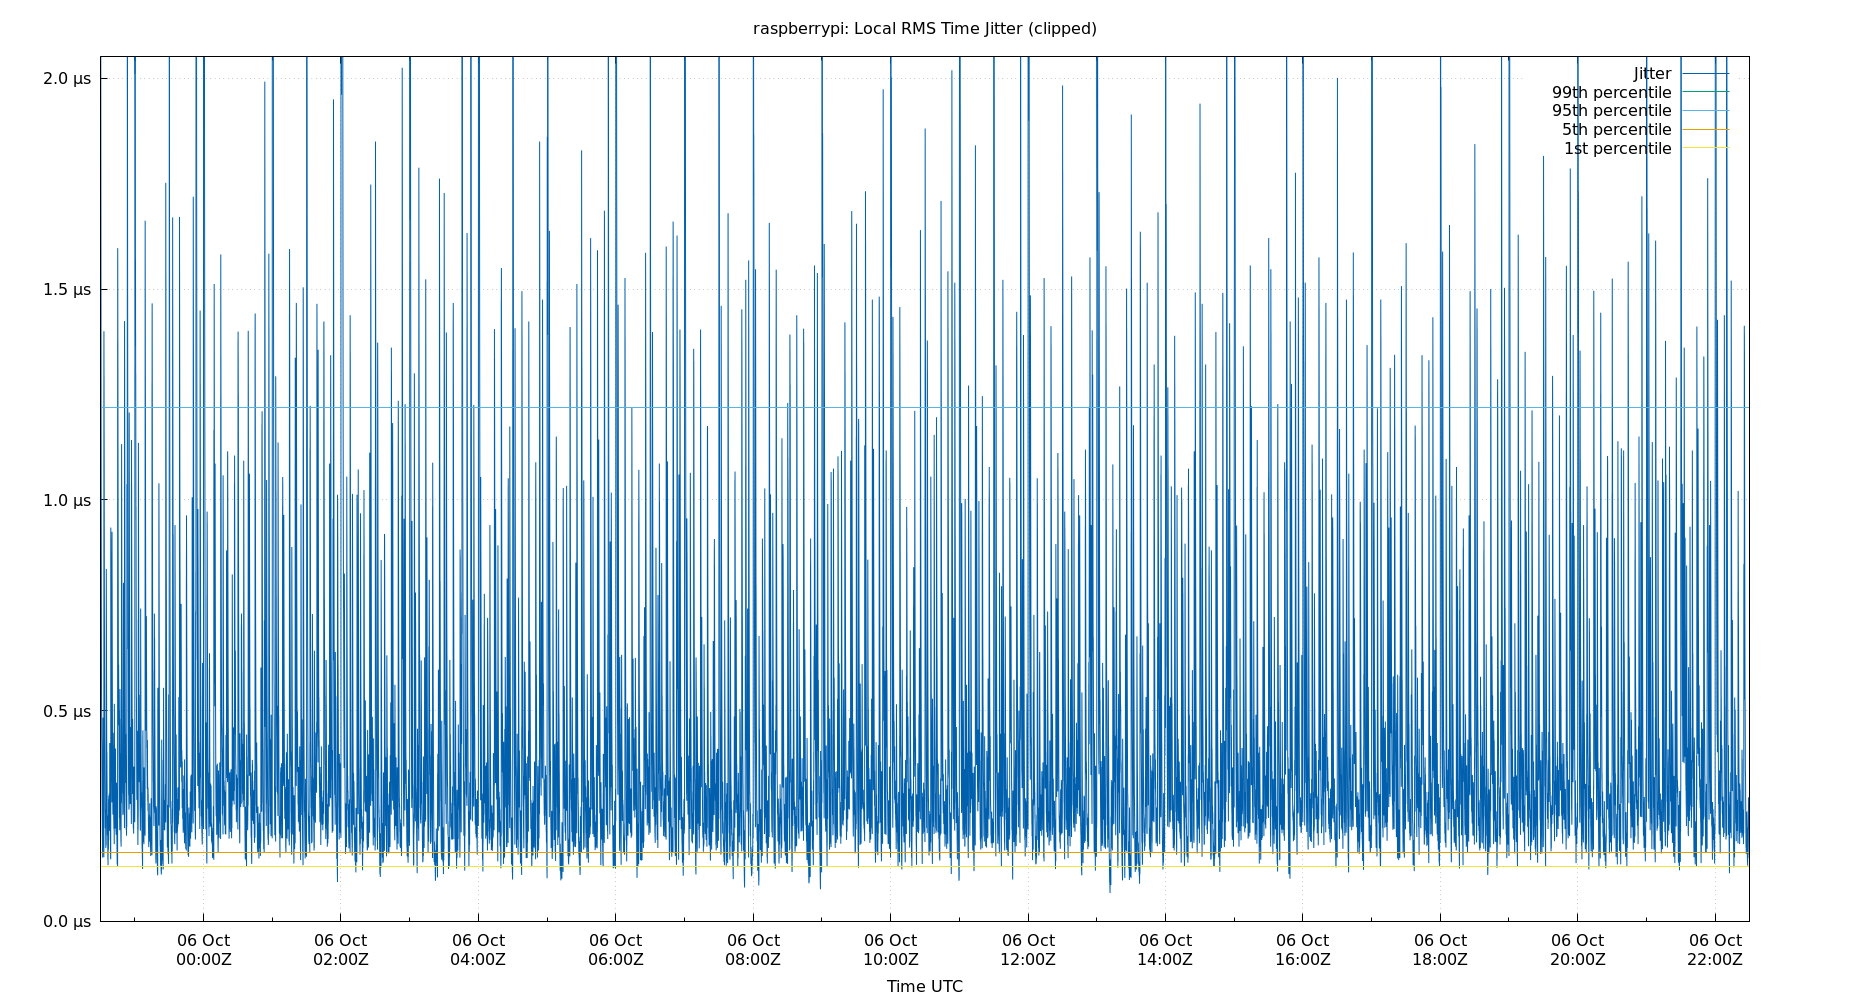 raspberrypi: Local RMS Time Jitter (clipped)
2.0 µs
1.5 µs
1.0 µs
0.5 µs
0.0 µs
Jitter
99th percentile
95th percentile
5th percentile
1st percentile
06 Oct 06 Oct 06 Oct 06 Oct 06 Oct 06 Oct 06 Oct 06 Oct 06 Oct 06 Oct 06 Oct 06 Oct
00:00Z 02:00Z 04:00Z 06:00Z 08:00Z 10:00Z 12:00Z 14:00Z 16:00Z 18:00Z 20:00Z 22:00Z
Time UTC